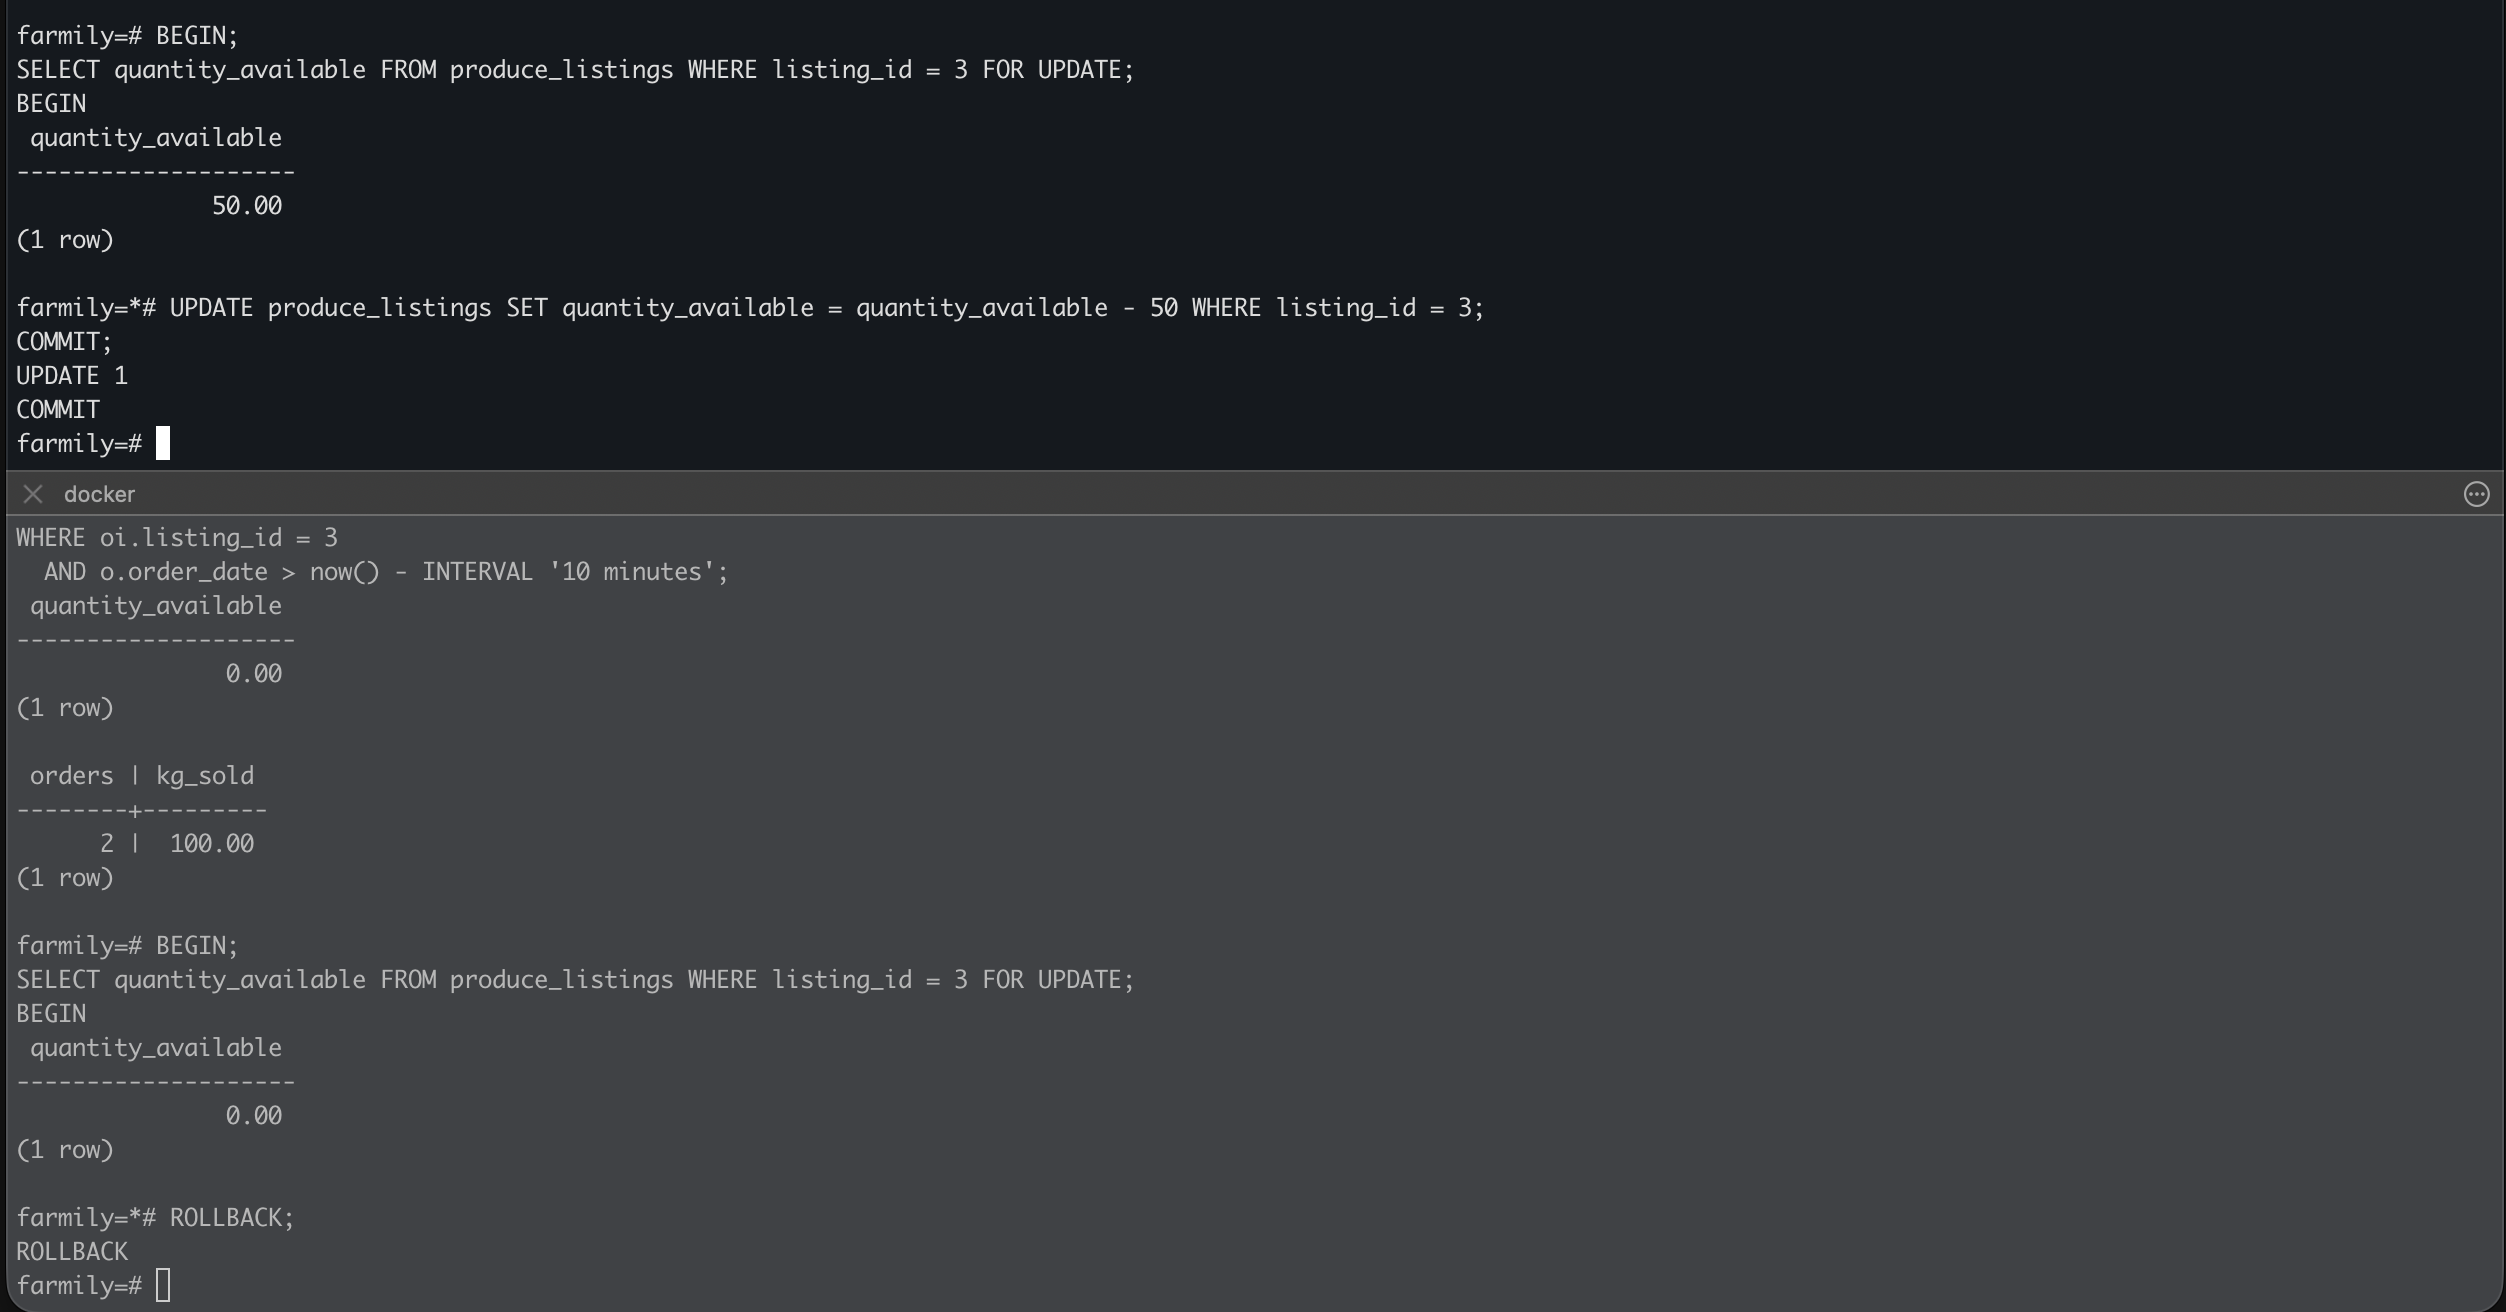 farmily=# BEGIN;
SELECT quantity_available FROM produce_listings WHERE listing_id = 3 FOR UPDATE;
BEGIN
 quantity_available
--------------------
              50.00
(1 row)

farmily=*# UPDATE produce_listings SET quantity_available = quantity_available - 50 WHERE listing_id = 3;
COMMIT;
UPDATE 1
COMMIT
farmily=#
docker
WHERE oi.listing_id = 3
  AND o.order_date > now() - INTERVAL '10 minutes';
 quantity_available
--------------------
               0.00
(1 row)

 orders | kg_sold
--------+---------
      2 |  100.00
(1 row)

farmily=# BEGIN;
SELECT quantity_available FROM produce_listings WHERE listing_id = 3 FOR UPDATE;
BEGIN
 quantity_available
--------------------
               0.00
(1 row)

farmily=*# ROLLBACK;
ROLLBACK
farmily=#